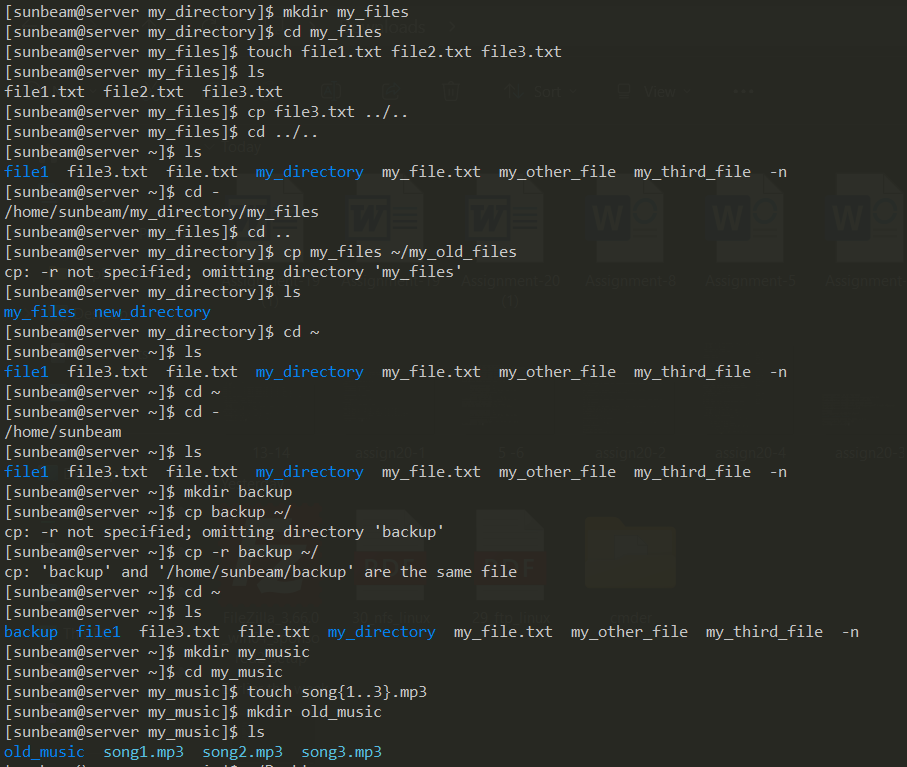 [sunbeam@server my_directory]$ mkdir my_files
[sunbeam@server my_directory]$ cd my_files
[sunbeam@server my_files]$ touch file1.txt file2.txt file3.txt
[sunbeam@server my_files]$ ls
file1.txt  file2.txt  file3.txt
[sunbeam@server my_files]$ cp file3.txt ../..
[sunbeam@server my_files]$ cd ../..
[sunbeam@server ~]$ ls
file1  file3.txt  file.txt  my_directory  my_file.txt  my_other_file  my_third_file  -n
[sunbeam@server ~]$ cd -
/home/sunbeam/my_directory/my_files
[sunbeam@server my_files]$ cd ..
[sunbeam@server my_directory]$ cp my_files ~/my_old_files
cp: -r not specified; omitting directory 'my_files'
[sunbeam@server my_directory]$ ls
my_files  new_directory
[sunbeam@server my_directory]$ cd ~
[sunbeam@server ~]$ ls
file1  file3.txt  file.txt  my_directory  my_file.txt  my_other_file  my_third_file  -n
[sunbeam@server ~]$ cd ~
[sunbeam@server ~]$ cd -
/home/sunbeam
[sunbeam@server ~]$ ls
file1  file3.txt  file.txt  my_directory  my_file.txt  my_other_file  my_third_file  -n
[sunbeam@server ~]$ mkdir backup
[sunbeam@server ~]$ cp backup ~/
cp: -r not specified; omitting directory 'backup'
[sunbeam@server ~]$ cp -r backup ~/
cp: 'backup' and '/home/sunbeam/backup' are the same file
[sunbeam@server ~]$ cd ~
[sunbeam@server ~]$ ls
backup  file1  file3.txt  file.txt  my_directory  my_file.txt  my_other_file  my_third_file  -n
[sunbeam@server ~]$ mkdir my_music
[sunbeam@server ~]$ cd my_music
[sunbeam@server my_music]$ touch song{1..3}.mp3
[sunbeam@server my_music]$ mkdir old_music
[sunbeam@server my_music]$ ls
old_music  song1.mp3  song2.mp3  song3.mp3